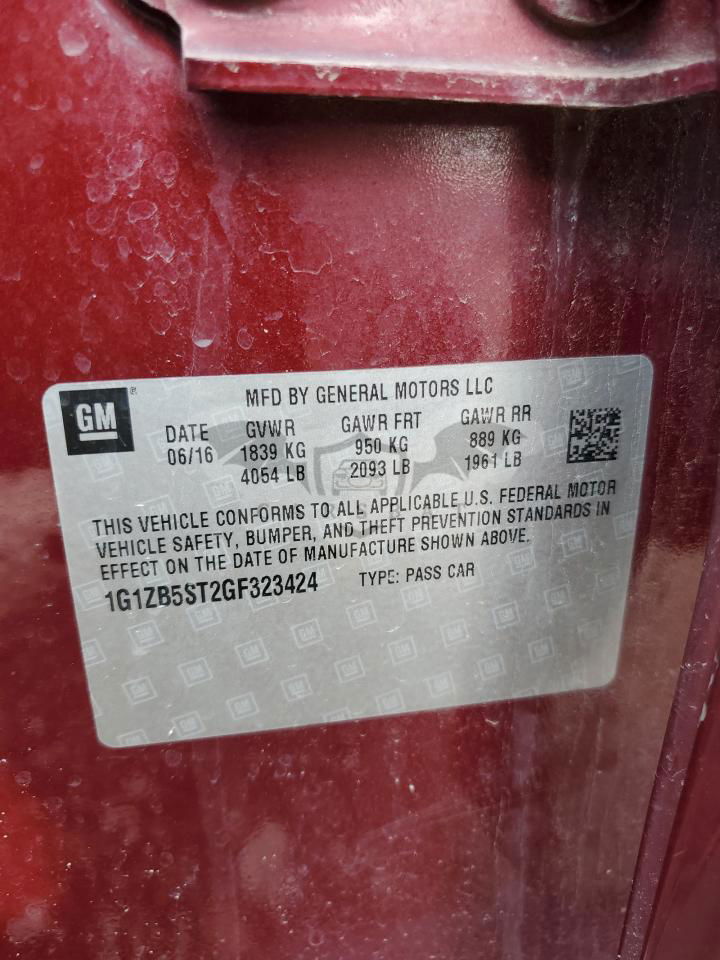 GM ®
MFD BY GENERAL MOTORS LLC
DATE GVWR GAWR FRT GAWR RR
06/16 1839 KG 950 KG 889 KG
4054 LB 2093 LB 1961 LB
THIS VEHICLE CONFORMS TO ALL APPLICABLE U.S. FEDERAL MOTOR
VEHICLE SAFETY, BUMPER, AND THEFT PREVENTION STANDARDS IN
EFFECT ON THE DATE OF MANUFACTURE SHOWN ABOVE.
1G1ZB5ST2GF323424 TYPE: PASS CAR